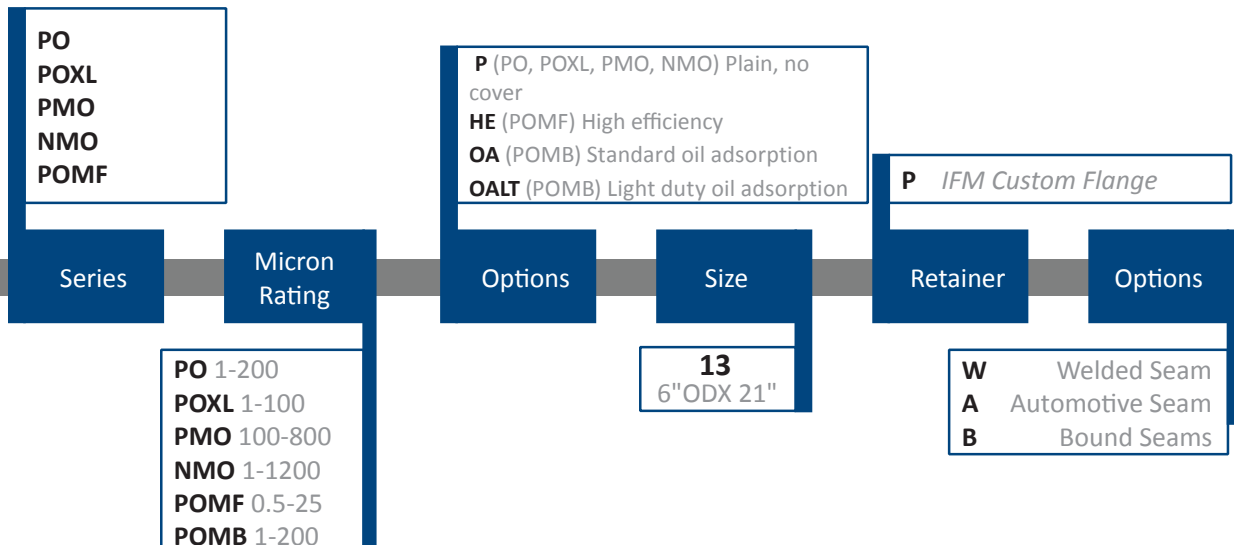 PO
POXL
PMO
NMO
POMF
P (PO, POXL, PMO, NMO) Plain, no
cover
HE (POMF) High efficiency
OA (POMB) Standard oil adsorption
OALT (POMB) Light duty oil adsorption
P IFM Custom Flange
Series
Micron
Rating
Options
Size
Retainer
Options
PO 1-200
POXL 1-100
PMO 100-800
NMO 1-1200
POMF 0.5-25
POMB 1-200
13
6"ODX 21"
W Welded Seam
A Automotive Seam
B Bound Seams